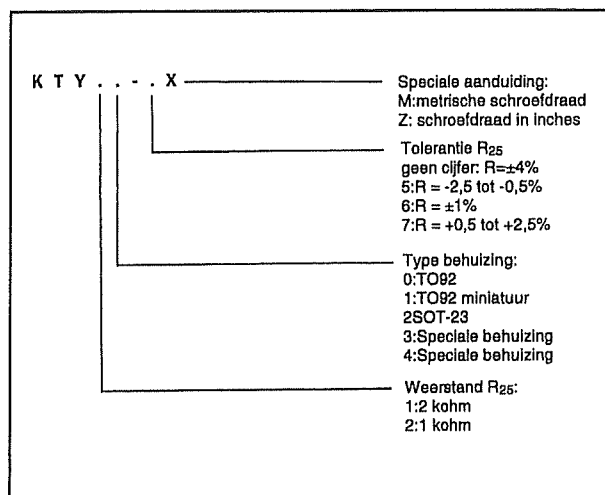 K T Y . . - . X
Speciale aanduiding:
M:metrische schroefdraad
Z: schroefdraad in inches
Tolerantie R25
geen cijfer: R=±4%
5:R = -2,5 tot -0,5%
6:R = ±1%
7:R = +0,5 tot +2,5%
Type behuizing:
0:TO92
1:TO92 miniatuur
2SOT-23
3:Speciale behuizing
4:Speciale behuizing
Weerstand R25:
1:2 kohm
2:1 kohm